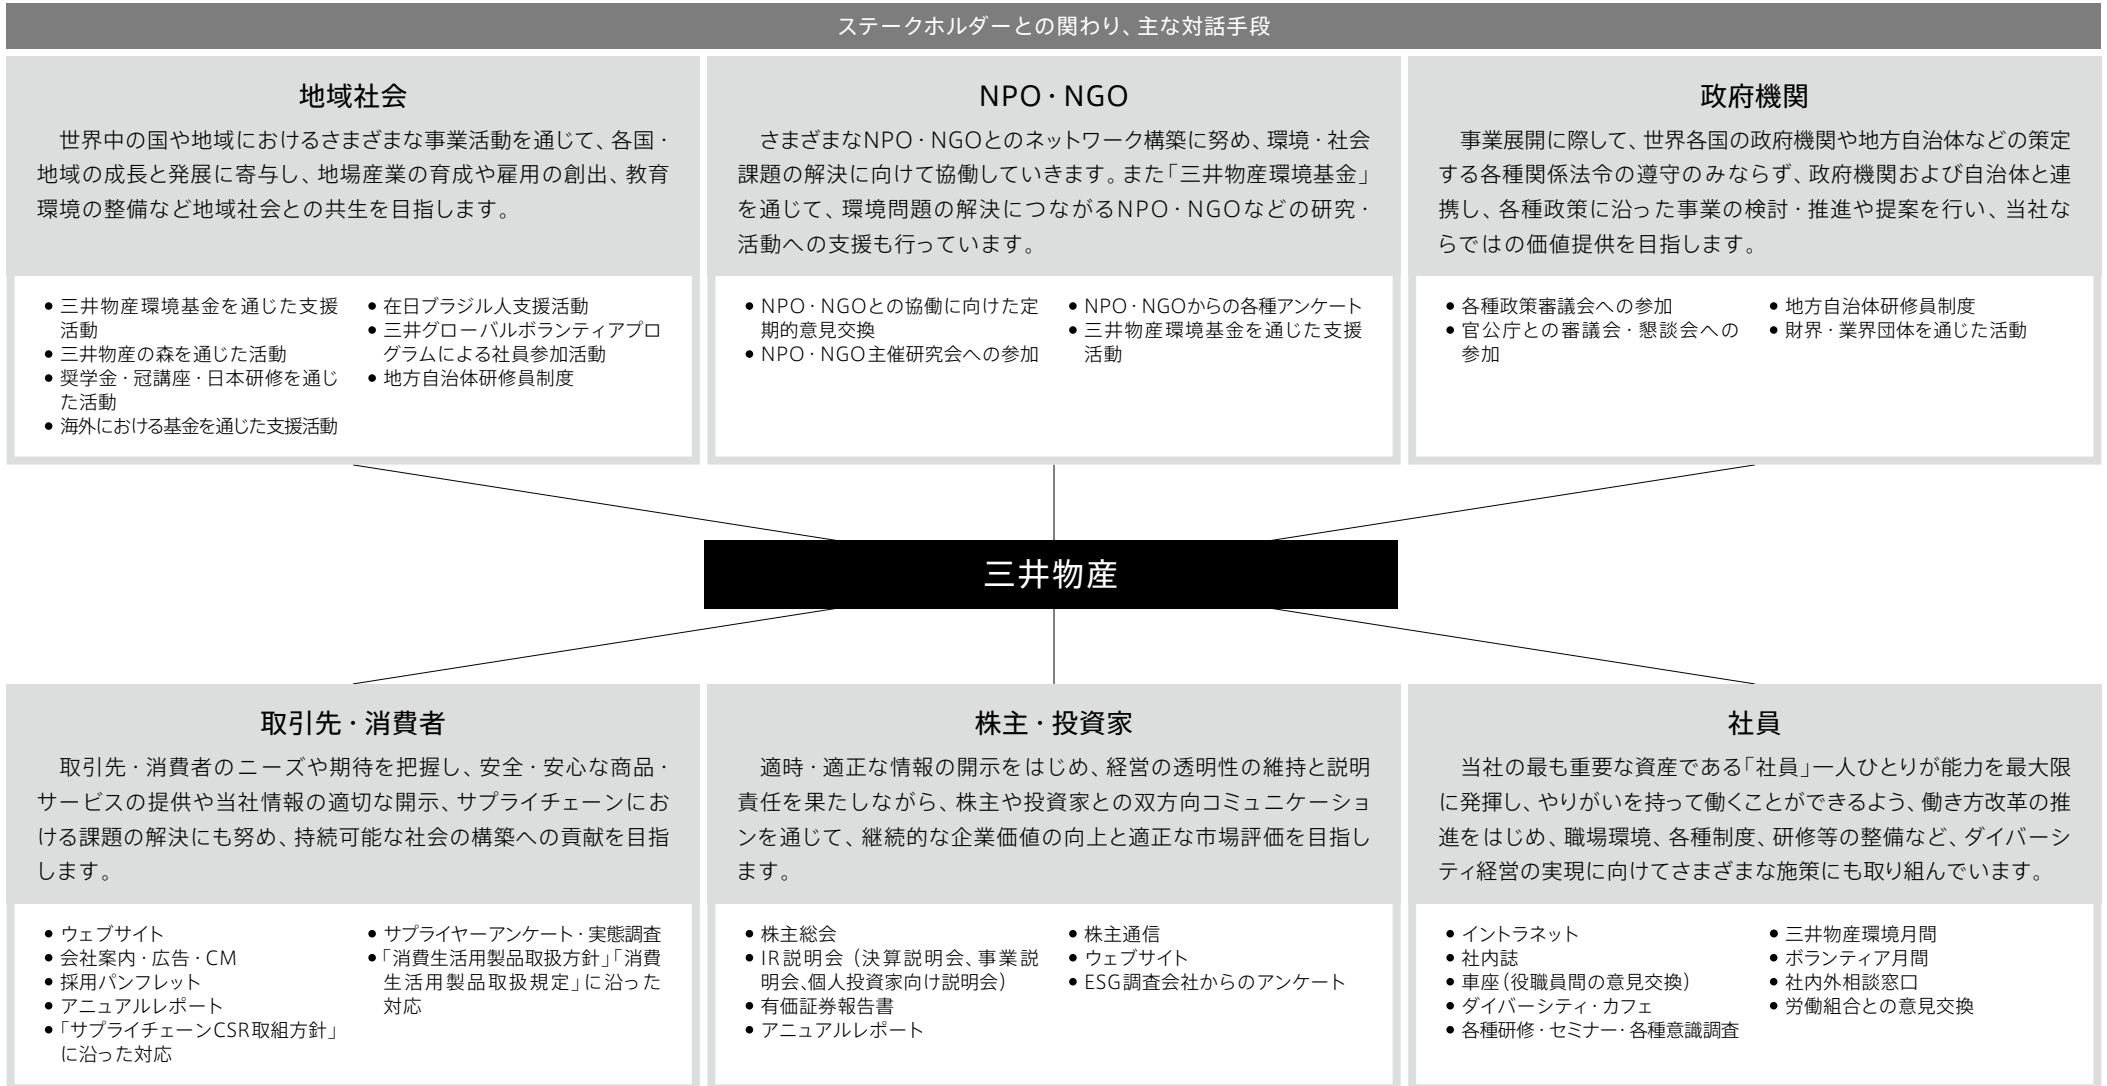 ステークホルダーとの関わり、主な対話手段
地域社会
世界中の国や地域におけるさまざまな事業活動を通じて、各国・
地域の成長と発展に寄与し、地場産業の育成や雇用の創出、教育
環境の整備など地域社会との共生を目指します。
• 三井物産環境基金を通じた支援
活動
• 三井物産の森を通じた活動
• 奨学金・冠講座・日本研修を通じ
た活動
• 海外における基金を通じた支援活動
• 在日ブラジル人支援活動
• 三井グローバルボランティアプロ
グラムによる社員参加活動
• 地方自治体研修員制度
NPO・NGO
さまざまなNPO・NGOとのネットワーク構築に努め、環境・社会
課題の解決に向けて協働していきます。また「三井物産環境基金」
を通じて、環境問題の解決につながるNPO・NGOなどの研究・
活動への支援も行っています。
• NPO・NGOとの協働に向けた定
期的意見交換
• NPO・NGO主催研究会への参加
• NPO・NGOからの各種アンケート
• 三井物産環境基金を通じた支援
活動
政府機関
事業展開に際して、世界各国の政府機関や地方自治体などの策定
する各種関係法令の遵守のみならず、政府機関および自治体と連
携し、各種政策に沿った事業の検討・推進や提案を行い、当社な
らではの価値提供を目指します。
• 各種政策審議会への参加
• 官公庁との審議会・懇談会への
参加
• 地方自治体研修員制度
• 財界・業界団体を通じた活動
三井物産
取引先・消費者
取引先・消費者のニーズや期待を把握し、安全・安心な商品・
サービスの提供や当社情報の適切な開示、サプライチェーンにお
ける課題の解決にも努め、持続可能な社会の構築への貢献を目指
します。
• ウェブサイト
• 会社案内・広告・CM
• 採用パンフレット
• アニュアルレポート
• 「サプライチェーンCSR取組方針」
に沿った対応
• サプライヤーアンケート・実態調査
• 「消費生活用製品取扱方針」「消費
生活用製品取扱規定」に沿った
対応
株主・投資家
適時・適正な情報の開示をはじめ、経営の透明性の維持と説明
責任を果たしながら、株主や投資家との双方向コミュニケーショ
ンを通じて、継続的な企業価値の向上と適正な市場評価を目指し
ます。
• 株主総会
• IR説明会（決算説明会、事業説
明会、個人投資家向け説明会）
• 有価証券報告書
• アニュアルレポート
• 株主通信
• ウェブサイト
• ESG調査会社からのアンケート
社員
当社の最も重要な資産である「社員」一人ひとりが能力を最大限
に発揮し、やりがいを持って働くことができるよう、働き方改革の推
進をはじめ、職場環境、各種制度、研修等の整備など、ダイバーシ
ティ経営の実現に向けてさまざまな施策にも取り組んでいます。
• イントラネット
• 社内誌
• 車座（役職員間の意見交換）
• ダイバーシティ・カフェ
• 各種研修・セミナー・各種意識調査
• 三井物産環境月間
• ボランティア月間
• 社内外相談窓口
• 労働組合との意見交換